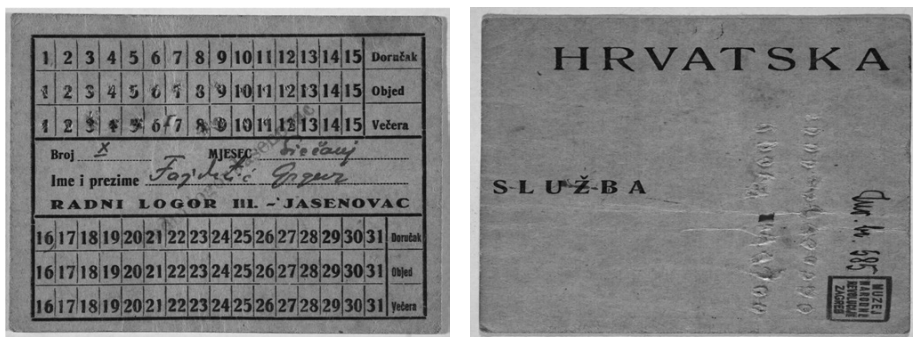 1 2 3 4 5 6 7 8 9 10 11 12 13 14 15 Doručak
1 2 3 4 5 6 7 8 9 10 11 12 13 14 15 Objed
1 2 3 4 5 6 7 8 9 10 11 12 13 14 15 Večera
Broj X MJESEC Siečanj
Ime i prezime
RADNI LOGOR III. - JASENOVAC
16 17 18 19 20 21 22 23 24 25 26 27 28 29 30 31 Doručak
16 17 18 19 20 21 22 23 24 25 26 27 28 29 30 31 Objed
16 17 18 19 20 21 22 23 24 25 26 27 28 29 30 31 Večera
HRVATSKA
SLUŽBA
Inv. br. 585
MUZEJ
NARODNE
REVOLUCIJE
ZAGREB